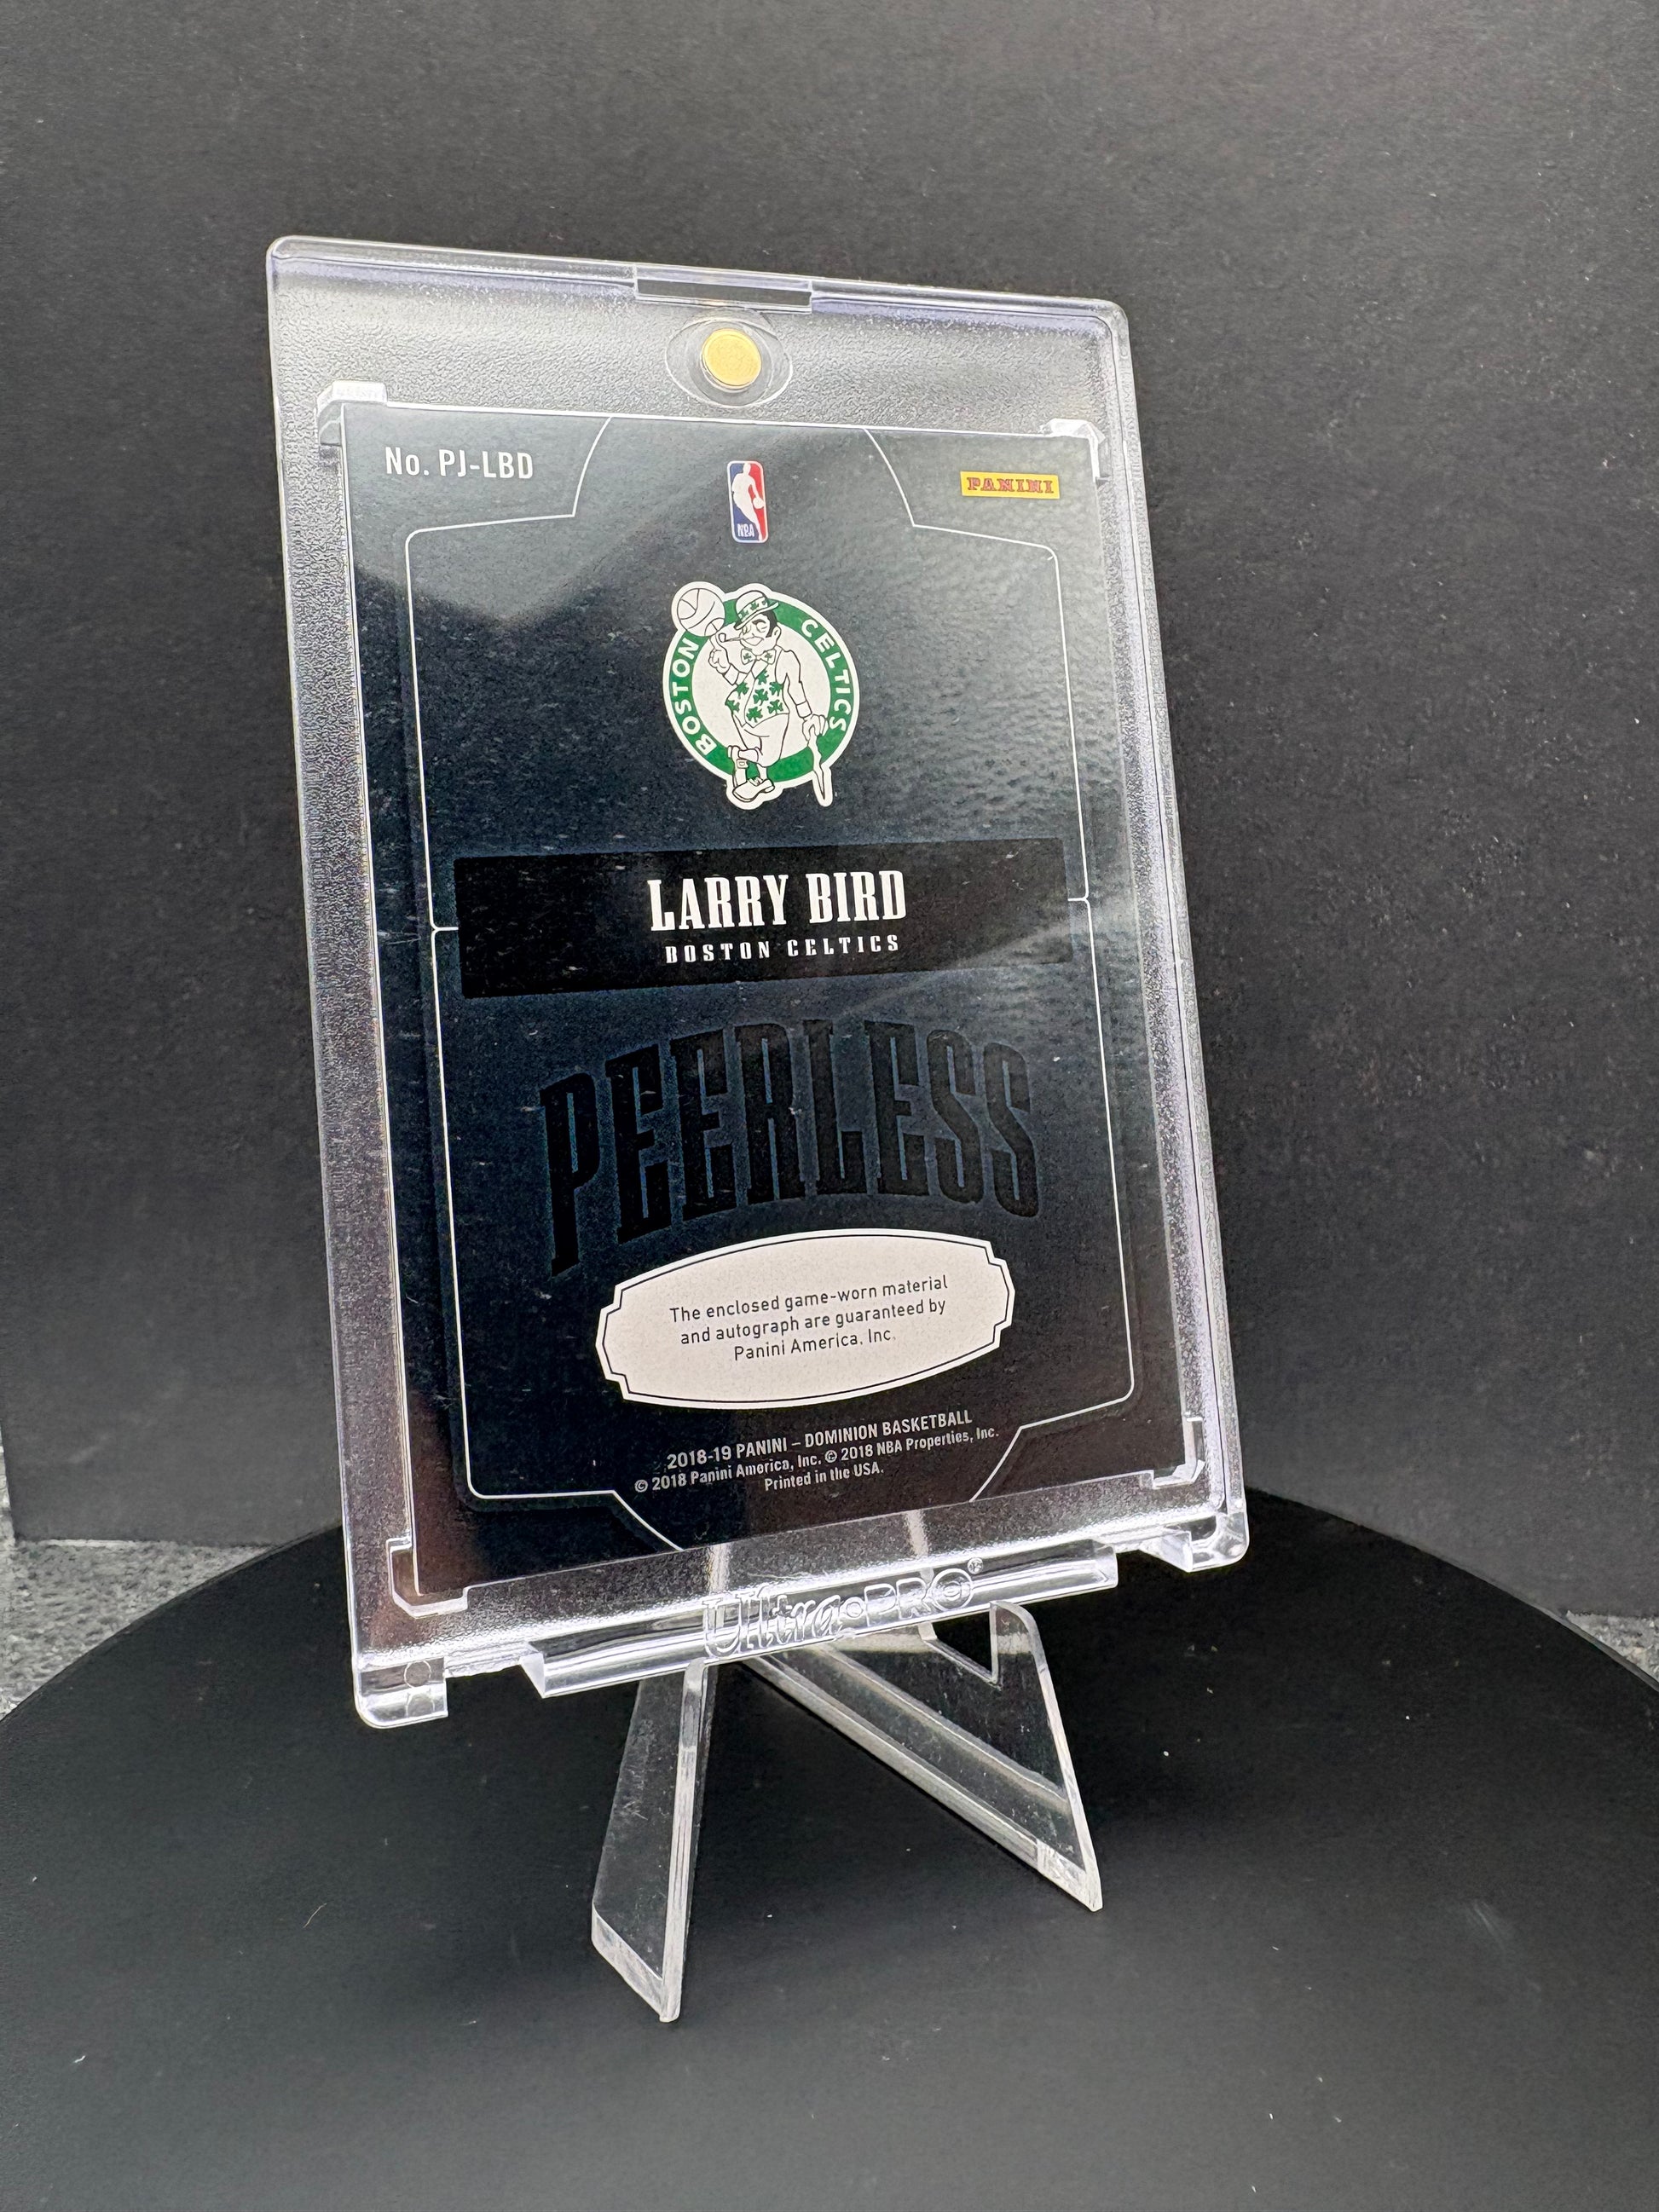 No. PJ-LBD
PANINI
NBA
BOSTON CELTICS
LARRY BIRD
BOSTON CELTICS
PEERLESS
The enclosed game-worn material
and autograph are guaranteed by
Panini America, Inc.
2018-19 PANINI – DOMINION BASKETBALL
© 2018 Panini America, Inc. © 2018 NBA Properties, Inc.
Printed in the USA.
Ultra•PRO®